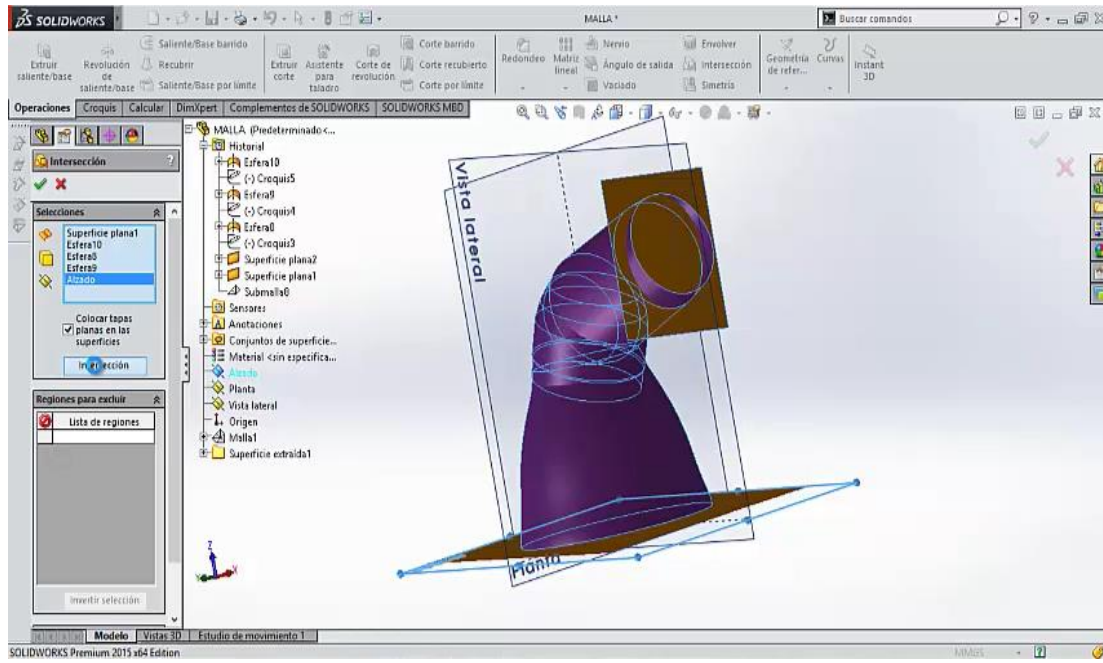 SOLIDWORKS
MALLA *
Buscar comandos
Extruir saliente/base
Revolución de saliente/base
Saliente/Base barrido
Recubrir
Saliente/Base por límite
Extruir corte
Asistente para taladro
Corte de revolución
Corte barrido
Corte recubierto
Corte por límite
Redondeo
Matriz lineal
Nervio
Ángulo de salida
Vaciado
Envolver
Intersección
Simetría
Geometría de refer...
Curvas
Instant 3D
Operaciones
Croquis
Calcular
DimXpert
Complementos de SOLIDWORKS
SOLIDWORKS MBD
Intersección
?
Selecciones
Superficie plana1
Esfera10
Esfera8
Esfera9
Alzado
Colocar tapas
planas en las
superficies
Intersección
Regiones para excluir
Lista de regiones
Invertir selección
MALLA (Predeterminado<...
Historial
Esfera10
(-) Croquis5
Esfera9
(-) Croquis4
Esfera8
(-) Croquis3
Superficie plana2
Superficie plana1
Submalla8
Sensores
Anotaciones
Conjuntos de superficie...
Material <sin especifica...
Alzado
Planta
Vista lateral
Origen
Malla1
Superficie extraída1
Vista lateral
Planta
Z
Modelo
Vistas 3D
Estudio de movimiento 1
SOLIDWORKS Premium 2015 x64 Edition
MMGS